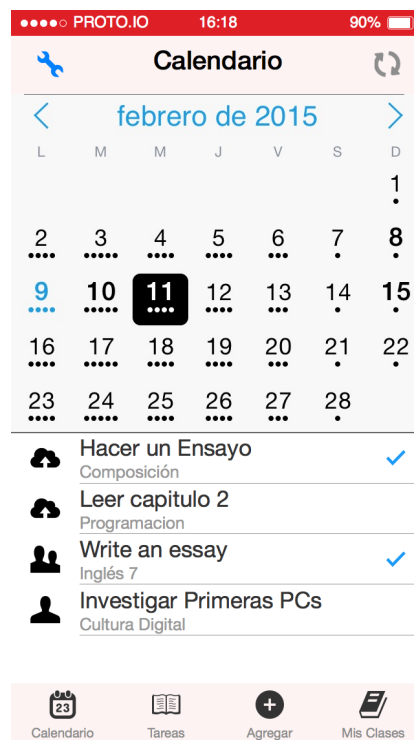 PROTO.IO 16:18 90%
Calendario
febrero de 2015
L M M J V S D
1
2 3 4 5 6 7 8
9 10 11 12 13 14 15
16 17 18 19 20 21 22
23 24 25 26 27 28
Hacer un Ensayo
Composición
Leer capitulo 2
Programacion
Write an essay
Inglés 7
Investigar Primeras PCs
Cultura Digital
23
Calendario Tareas Agregar Mis Clases